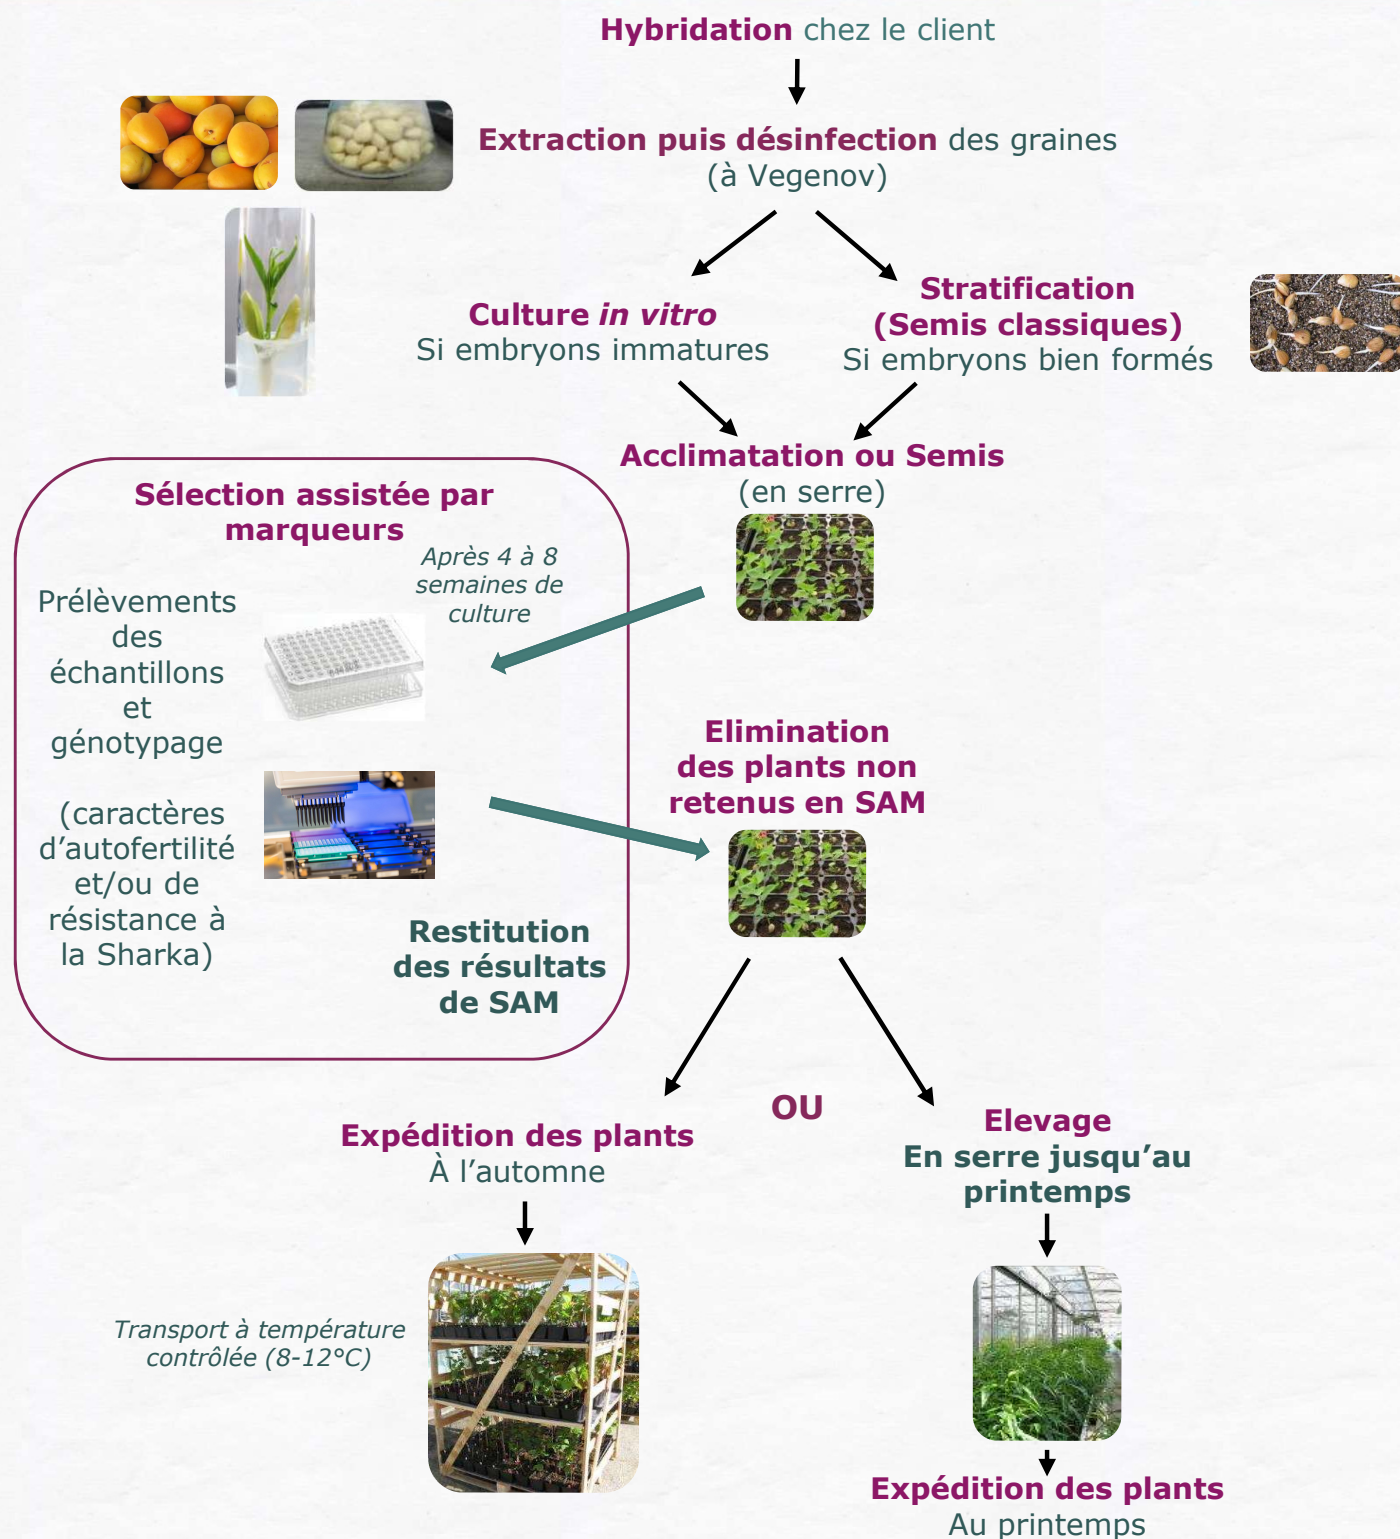 Hybridation chez le client
Extraction puis désinfection des graines
(à Vegenov)
Culture in vitro
Si embryons immatures
Stratification
(Semis classiques)
Si embryons bien formés
Acclimatation ou Semis
(en serre)
Sélection assistée par
marqueurs
Après 4 à 8
semaines de
culture
Prélèvements
des
échantillons
et
génotypage
(caractères
d’autofertilité
et/ou de
résistance à
la Sharka)
Restitution
des résultats
de SAM
Elimination
des plants non
retenus en SAM
OU
Expédition des plants
À l’automne
Transport à température
contrôlée (8-12°C)
Elevage
En serre jusqu’au
printemps
Expédition des plants
Au printemps